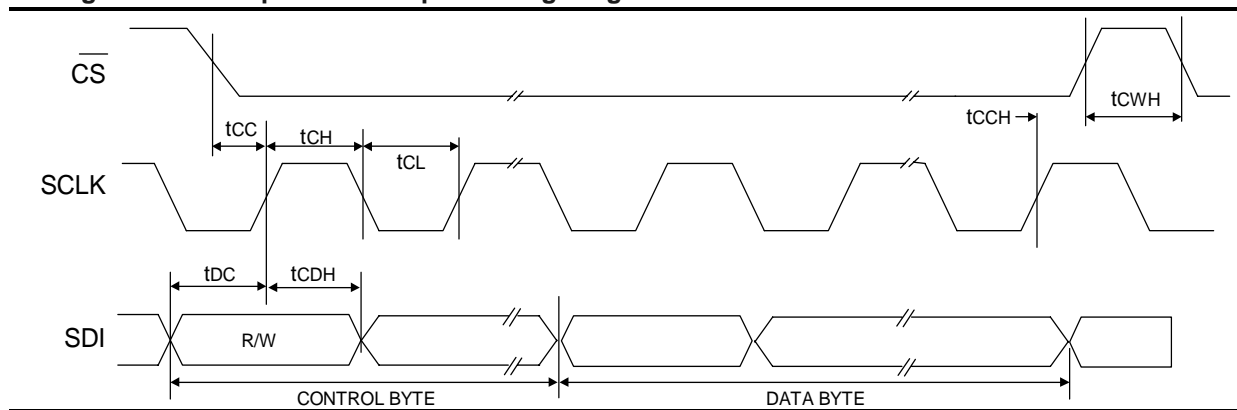 CS
tCC
tCH
tCL
tCCH
tCWH
SCLK
tDC
tCDH
SDI
R/W
CONTROL BYTE
DATA BYTE